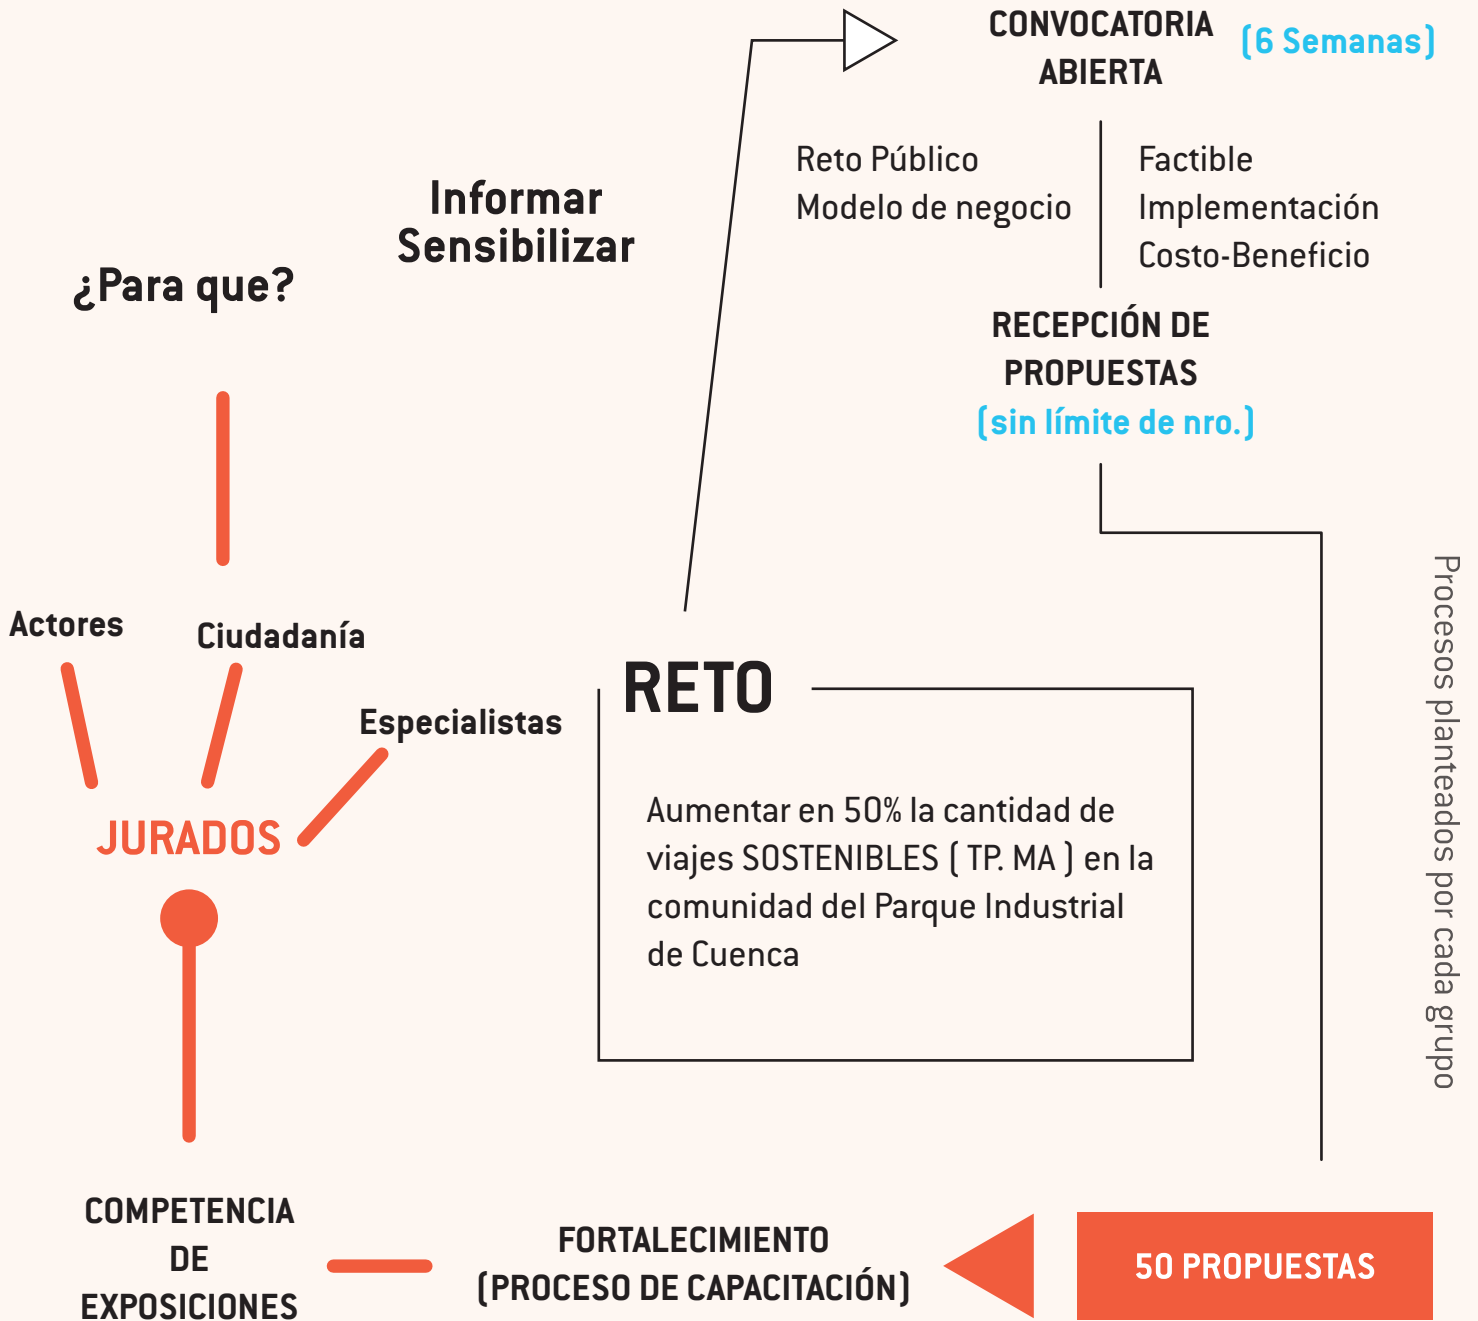 CONVOCATORIA
ABIERTA
(6 Semanas)
Reto Público
Modelo de negocio
Factible
Implementación
Costo-Beneficio
Informar
Sensibilizar
¿Para que?
RECEPCIÓN DE
PROPUESTAS
(sin límite de nro.)
Actores
Ciudadanía
Especialistas
JURADOS
RETO
Aumentar en 50% la cantidad de
viajes SOSTENIBLES ( TP. MA ) en la
comunidad del Parque Industrial
de Cuenca
Procesos planteados por cada grupo
COMPETENCIA
DE
EXPOSICIONES
FORTALECIMIENTO
(PROCESO DE CAPACITACIÓN)
50 PROPUESTAS